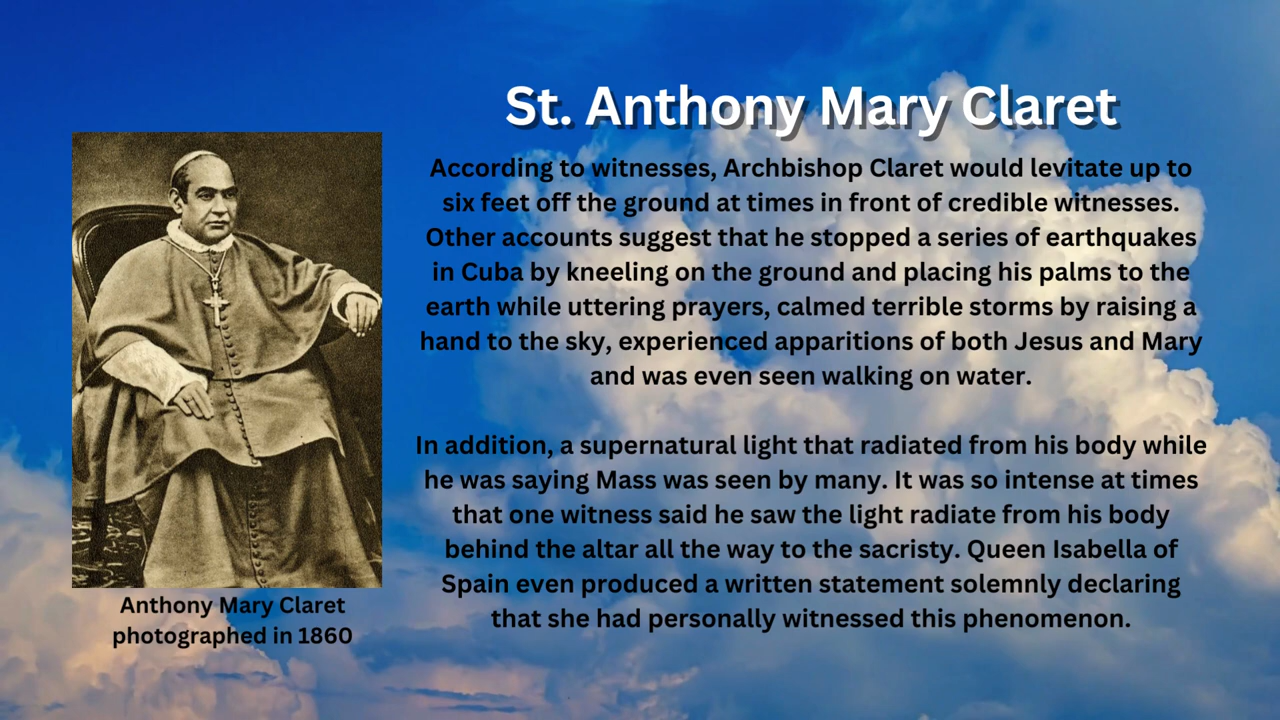 St. Anthony Mary Claret
According to witnesses, Archbishop Claret would levitate up to
six feet off the ground at times in front of credible witnesses.
Other accounts suggest that he stopped a series of earthquakes
in Cuba by kneeling on the ground and placing his palms to the
earth while uttering prayers, calmed terrible storms by raising a
hand to the sky, experienced apparitions of both Jesus and Mary
and was even seen walking on water.
In addition, a supernatural light that radiated from his body while
he was saying Mass was seen by many. It was so intense at times
that one witness said he saw the light radiate from his body
behind the altar all the way to the sacristy. Queen Isabella of
Spain even produced a written statement solemnly declaring
that she had personally witnessed this phenomenon.
Anthony Mary Claret
photographed in 1860